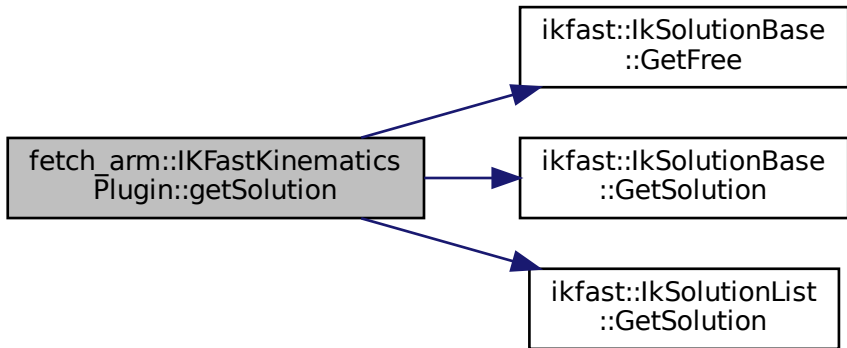 fetch_arm::IKFastKinematics
Plugin::getSolution
ikfast::IkSolutionBase
::GetFree
ikfast::IkSolutionBase
::GetSolution
ikfast::IkSolutionList
::GetSolution